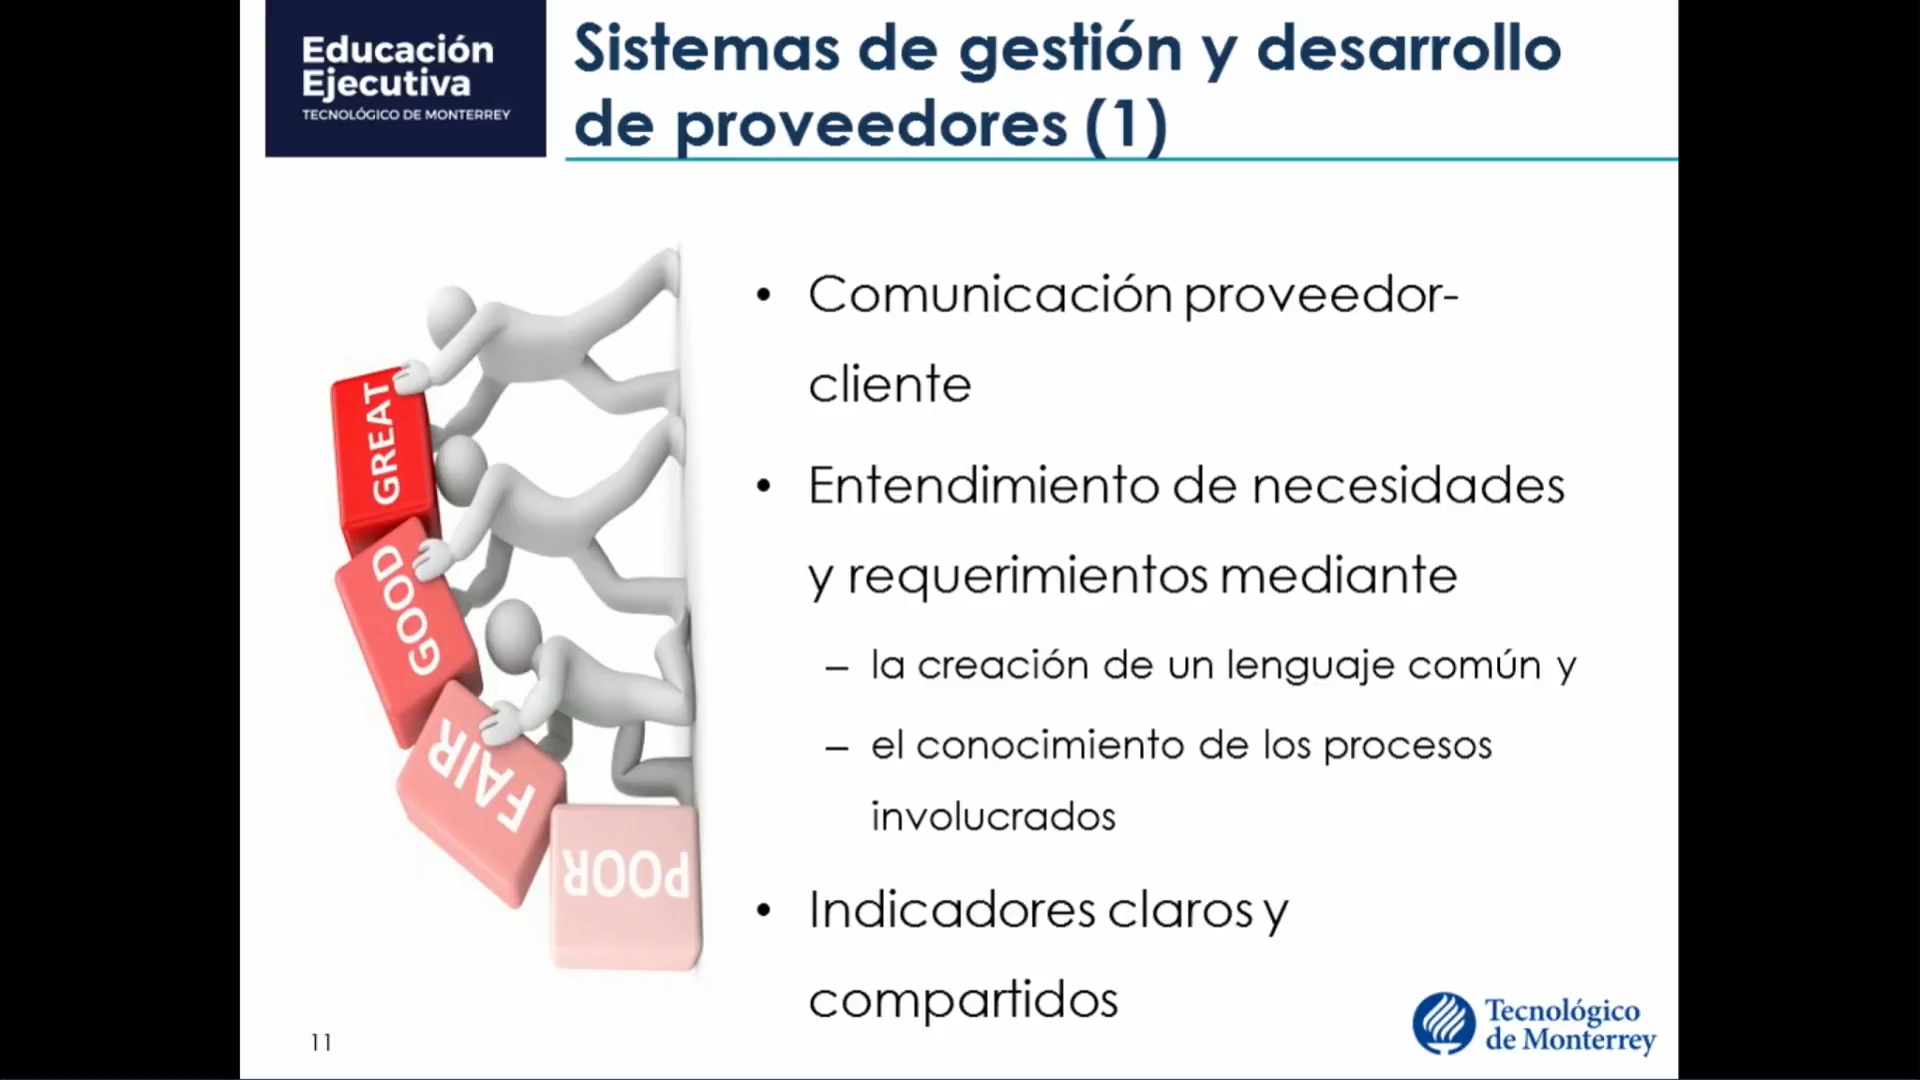 Educación
Ejecutiva
TECNOLÓGICO DE MONTERREY
Sistemas de gestión y desarrollo
de proveedores (1)
GREAT
GOOD
FAIR
POOR
• Comunicación proveedor-
cliente
• Entendimiento de necesidades
y requerimientos mediante
– la creación de un lenguaje común y
– el conocimiento de los procesos
involucrados
• Indicadores claros y
compartidos
11
Tecnológico
de Monterrey